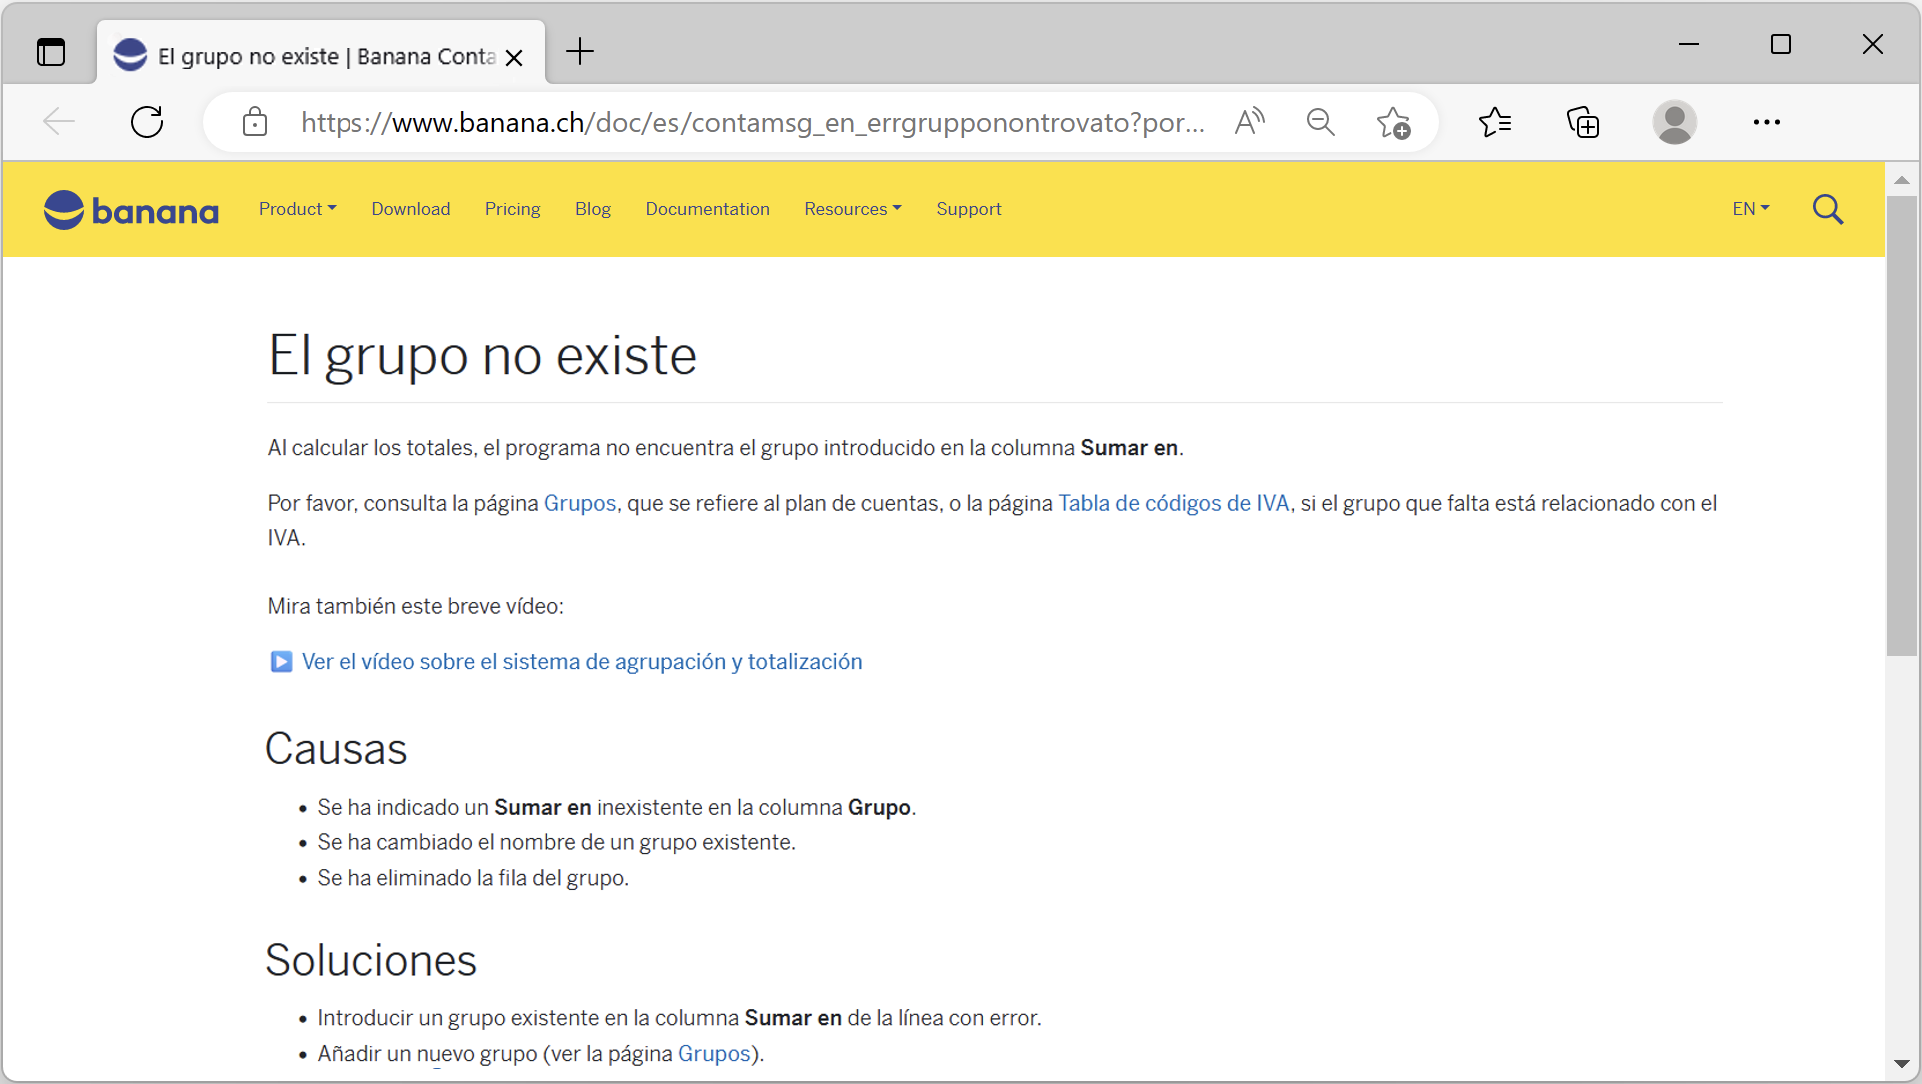 El grupo no existe | Banana Conta
https://www.banana.ch/doc/es/contamsg_en_errgrupponontrovato?por...
banana Product Download Pricing Blog Documentation Resources Support EN
El grupo no existe
Al calcular los totales, el programa no encuentra el grupo introducido en la columna Sumar en.
Por favor, consulta la página Grupos, que se refiere al plan de cuentas, o la página Tabla de códigos de IVA, si el grupo que falta está relacionado con el
IVA.
Mira también este breve vídeo:
Ver el vídeo sobre el sistema de agrupación y totalización
Causas
• Se ha indicado un Sumar en inexistente en la columna Grupo.
• Se ha cambiado el nombre de un grupo existente.
• Se ha eliminado la fila del grupo.
Soluciones
• Introducir un grupo existente en la columna Sumar en de la línea con error.
• Añadir un nuevo grupo (ver la página Grupos).